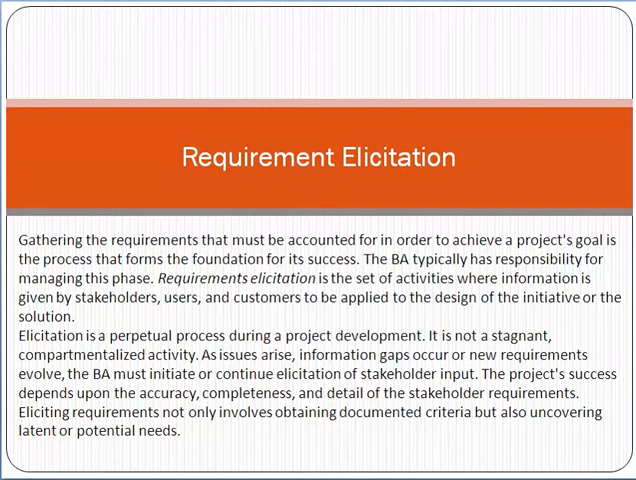 Requirement Elicitation
Gathering the requirements that must be accounted for in order to achieve a project's goal is
the process that forms the foundation for its success. The BA typically has responsibility for
managing this phase. Requirements elicitation is the set of activities where information is
given by stakeholders, users, and customers to be applied to the design of the initiative or the
solution.
Elicitation is a perpetual process during a project development. It is not a stagnant,
compartmentalized activity. As issues arise, information gaps occur or new requirements
evolve, the BA must initiate or continue elicitation of stakeholder input. The project's success
depends upon the accuracy, completeness, and detail of the stakeholder requirements.
Eliciting requirements not only involves obtaining documented criteria but also uncovering
latent or potential needs.